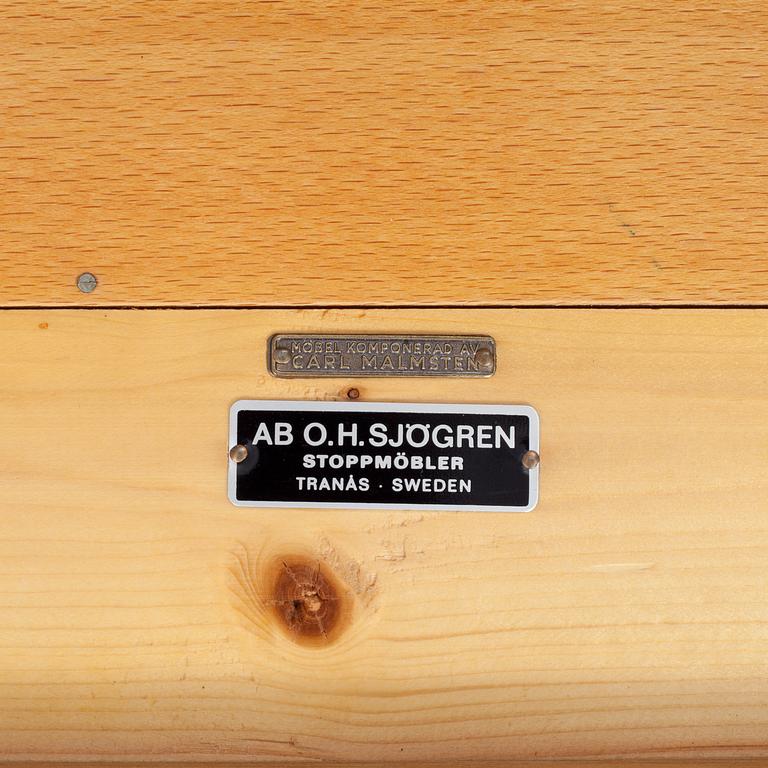 MÖBEL KOMPONERAD AV
CARL MALMSTEN
AB O.H. SJÖGREN
STOPPMÖBLER
TRANÅS · SWEDEN